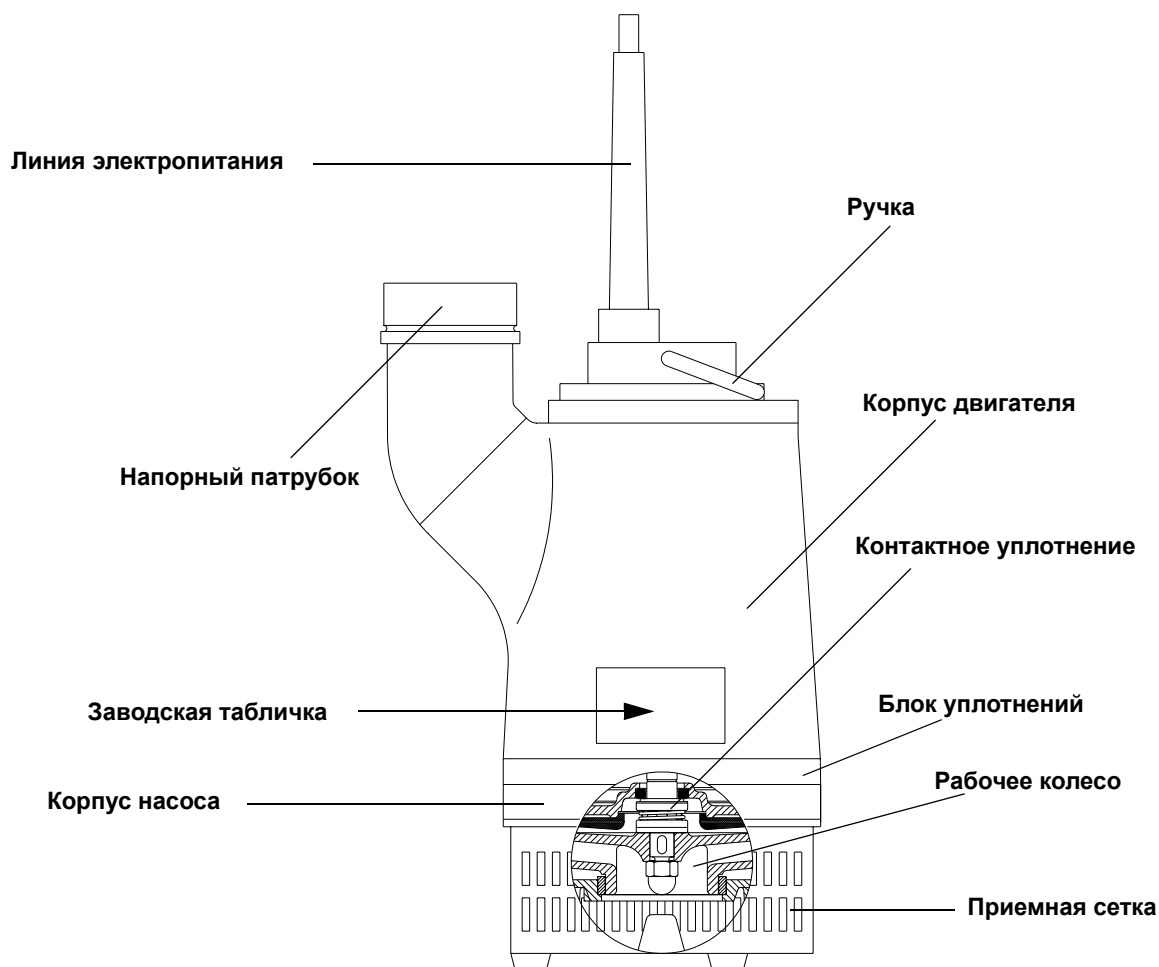 Линия электропитания
Ручка
Корпус двигателя
Напорный патрубок
Контактное уплотнение
Заводская табличка
Блок уплотнений
Рабочее колесо
Корпус насоса
Приемная сетка